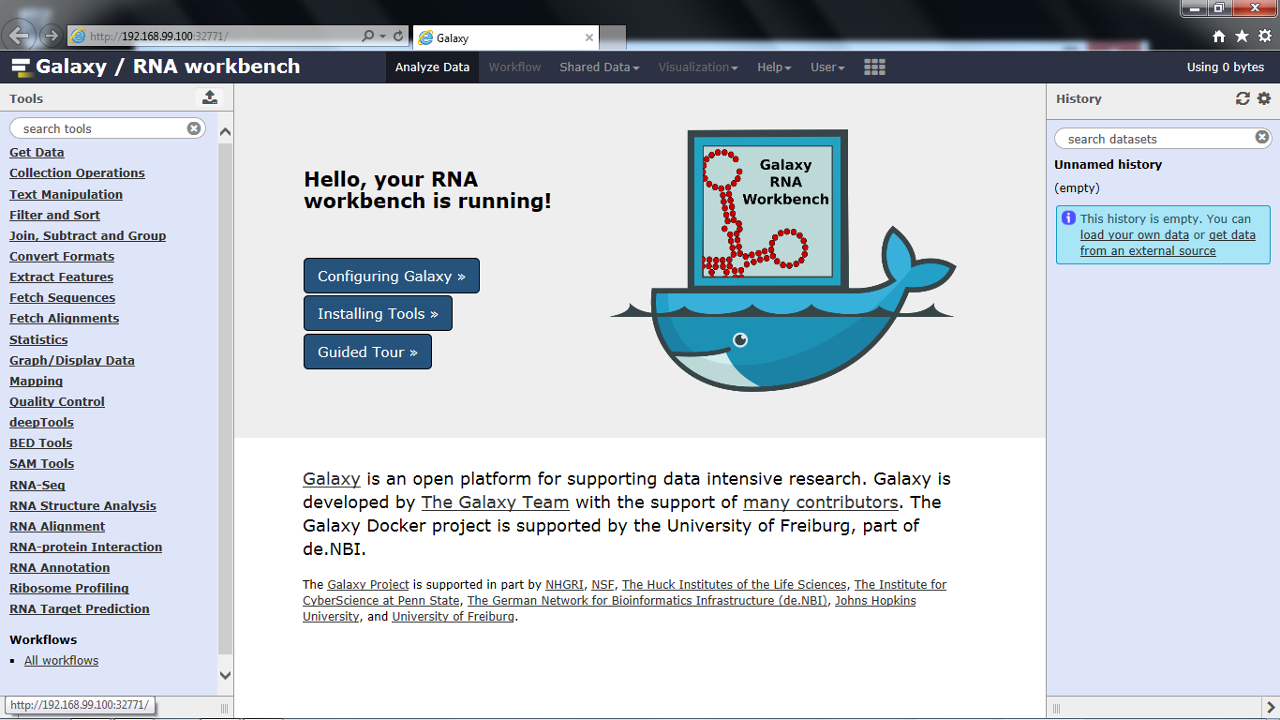 http://192.168.99.100:32771/
Galaxy
Galaxy / RNA workbench
Analyze Data
Workflow
Shared Data
Visualization
Help
User
Using 0 bytes
Tools
search tools
Get Data
Collection Operations
Text Manipulation
Filter and Sort
Join, Subtract and Group
Convert Formats
Extract Features
Fetch Sequences
Fetch Alignments
Statistics
Graph/Display Data
Mapping
Quality Control
deepTools
BED Tools
SAM Tools
RNA-Seq
RNA Structure Analysis
RNA Alignment
RNA-protein Interaction
RNA Annotation
Ribosome Profiling
RNA Target Prediction
Workflows
All workflows
http://192.168.99.100:32771/
Hello, your RNA
workbench is running!
Configuring Galaxy »
Installing Tools »
Guided Tour »
Galaxy
RNA
Workbench
Galaxy is an open platform for supporting data intensive research. Galaxy is
developed by The Galaxy Team with the support of many contributors. The
Galaxy Docker project is supported by the University of Freiburg, part of
de.NBI.
The Galaxy Project is supported in part by NHGRI, NSF, The Huck Institutes of the Life Sciences, The Institute for
CyberScience at Penn State, The German Network for Bioinformatics Infrastructure (de.NBI), Johns Hopkins
University, and University of Freiburg.
History
search datasets
Unnamed history
(empty)
This history is empty. You can
load your own data or get data
from an external source